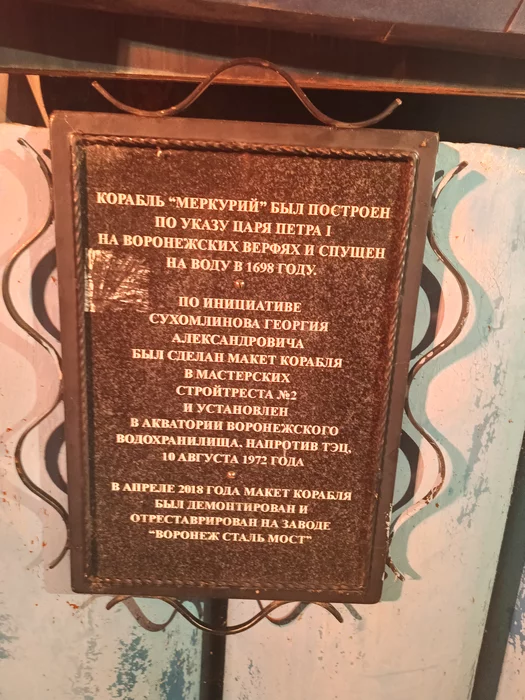 КОРАБЛЬ "МЕРКУРИЙ" БЫЛ ПОСТРОЕН
ПО УКАЗУ ЦАРЯ ПЕТРА I
НА ВОРОНЕЖСКИХ ВЕРФЯХ И СПУЩЕН
НА ВОДУ В 1698 ГОДУ.
ПО ИНИЦИАТИВЕ
СУХОМЛИНОВА ГЕОРГИЯ
АЛЕКСАНДРОВИЧА
БЫЛ СДЕЛАН МАКЕТ КОРАБЛЯ
В МАСТЕРСКИХ
СТРОЙТРЕСТА №2
И УСТАНОВЛЕН
В АКВАТОРИИ ВОРОНЕЖСКОГО
ВОДОХРАНИЛИЩА, НАПРОТИВ ТЭЦ,
10 АВГУСТА 1972 ГОДА
В АПРЕЛЕ 2018 ГОДА МАКЕТ КОРАБЛЯ
БЫЛ ДЕМОНТИРОВАН И
ОТРЕСТАВРИРОВАН НА ЗАВОДЕ
"ВОРОНЕЖ СТАЛЬ МОСТ"